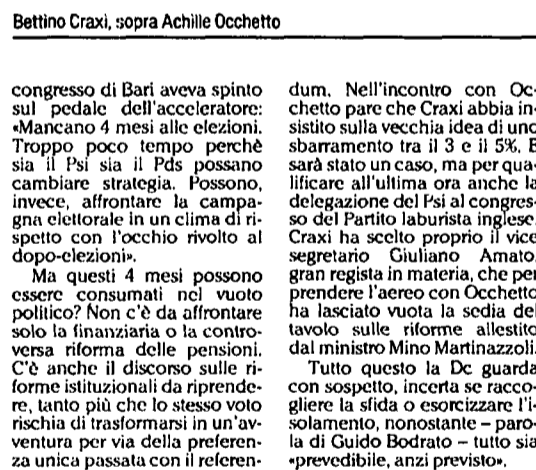 Bettino Craxi, sopra Achille Occhetto
congresso di Bari aveva spinto
sul pedale dell'acceleratore:
«Mancano 4 mesi alle elezioni.
Troppo poco tempo perchè
sia il Psi sia il Pds possano
cambiare strategia. Possono,
invece, affrontare la campa-
gna elettorale in un clima di ri-
spetto con l'occhio rivolto al
dopo-elezioni».
Ma questi 4 mesi possono
essere consumati nel vuoto
politico? Non c'è da affrontare
solo la finanziaria o la contro-
versa riforma delle pensioni.
C'è anche il discorso sulle ri-
forme istituzionali da riprende-
re, tanto più che lo stesso voto
rischia di trasformarsi in un'av-
ventura per via della preferen-
za unica passata con il referen-
dum. Nell'incontro con Oc-
chetto pare che Craxi abbia in-
sistito sulla vecchia idea di uno
sbarramento tra il 3 e il 5%. E
sarà stato un caso, ma per qua-
lificare all'ultima ora anche la
delegazione del Psi al congres-
so del Partito laburista inglese,
Craxi ha scelto proprio il vice
segretario Giuliano Amato,
gran regista in materia, che per
prendere l'aereo con Occhetto
ha lasciato vuota la sedia del
tavolo sulle riforme allestito
dal ministro Mino Martinazzoli.
Tutto questo la Dc guarda
con sospetto, incerta se racco-
gliere la sfida o esorcizzare l'i-
solamento, nonostante – paro-
la di Guido Bodrato – tutto sia
«prevedibile, anzi previsto».